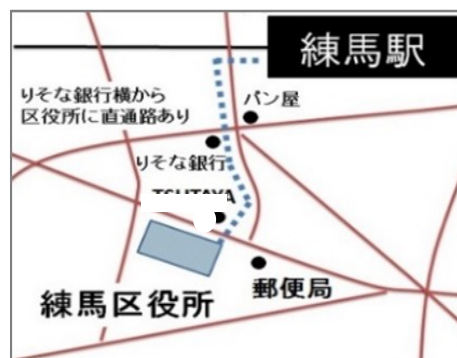 練馬駅
りそな銀行横から
区役所に直通路あり
パン屋
りそな銀行
TSUTAYA
練馬区役所
郵便局